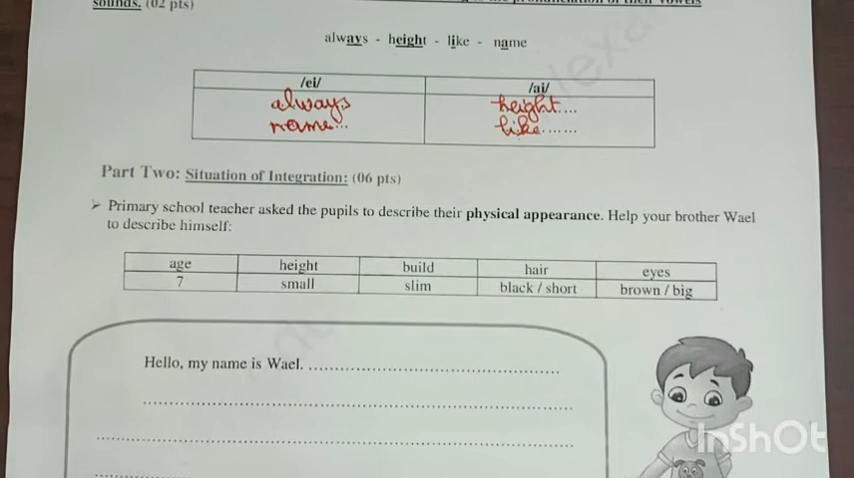 sounds. (02 pts)
always - height - like - name
/ei/ /ai/
always height....
name... like.......
Part Two: Situation of Integration: (06 pts)
➢ Primary school teacher asked the pupils to describe their physical appearance. Help your brother Wael
to describe himself:
age height build hair eyes
7 small slim black / short brown / big
Hello, my name is Wael. ..........................................................
InShOt